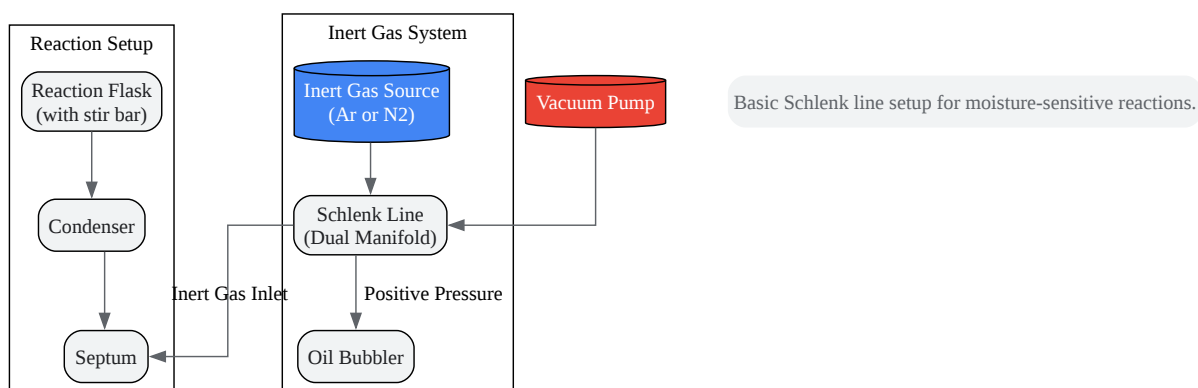 Reaction Setup
Reaction Flask
(with stir bar)
Condenser
Septum
Inert Gas Inlet
Inert Gas System
Inert Gas Source
(Ar or N2)
Schlenk Line
(Dual Manifold)
Positive Pressure
Oil Bubbler
Vacuum Pump
Basic Schlenk line setup for moisture-sensitive reactions.